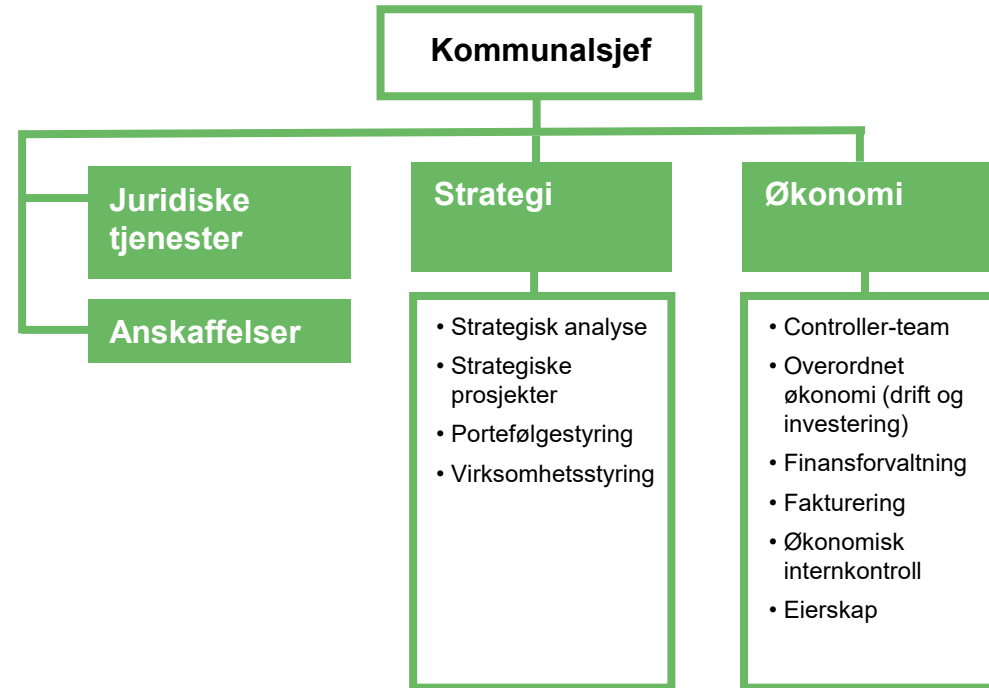 Kommunalsjef
Juridiske
tjenester
Anskaffelser
Strategi
• Strategisk analyse
• Strategiske
prosjekter
• Portefølgestyring
• Virksomhetsstyring
Økonomi
• Controller-team
• Overordnet
økonomi (drift og
investering)
• Finansforvaltning
• Fakturering
• Økonomisk
internkontroll
• Eierskap